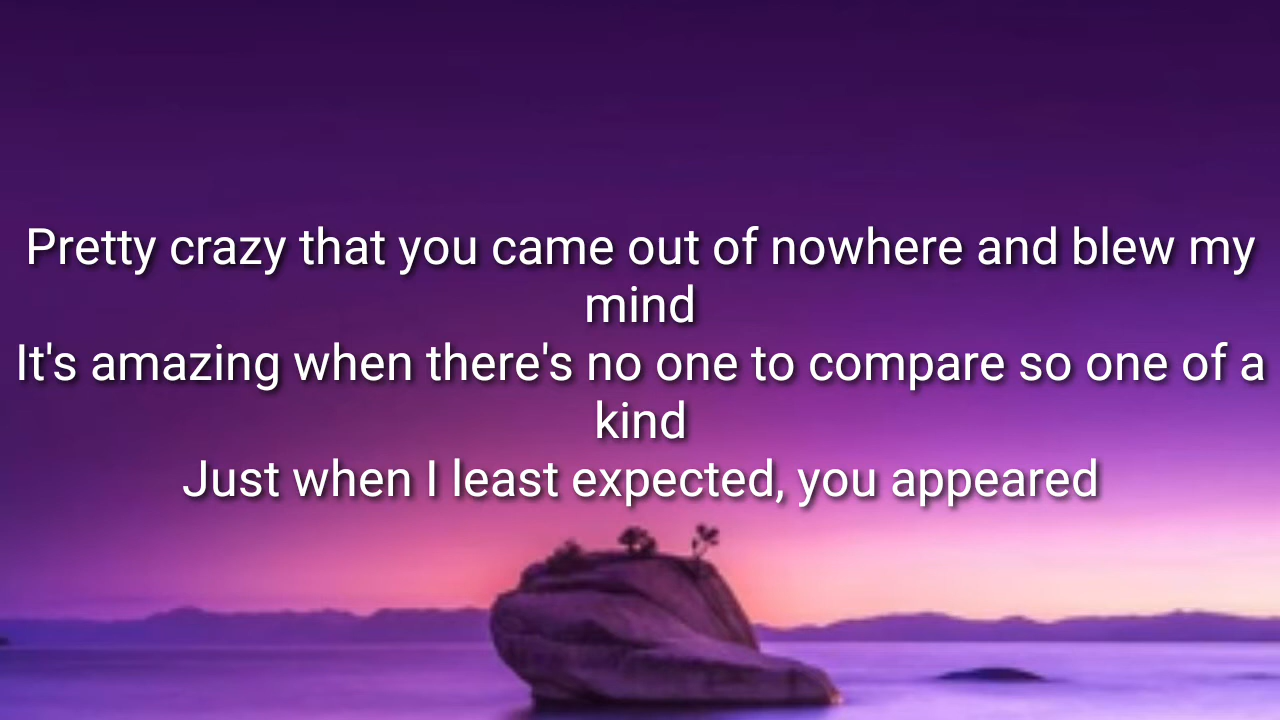 Pretty crazy that you came out of nowhere and blew my
mind
It's amazing when there's no one to compare so one of a
kind
Just when I least expected, you appeared